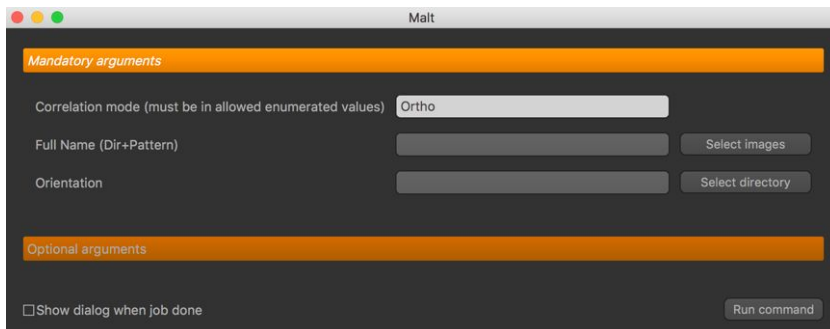 Malt
Mandatory arguments
Correlation mode (must be in allowed enumerated values) Ortho
Full Name (Dir+Pattern) Select images
Orientation Select directory
Optional arguments
Show dialog when job done Run command